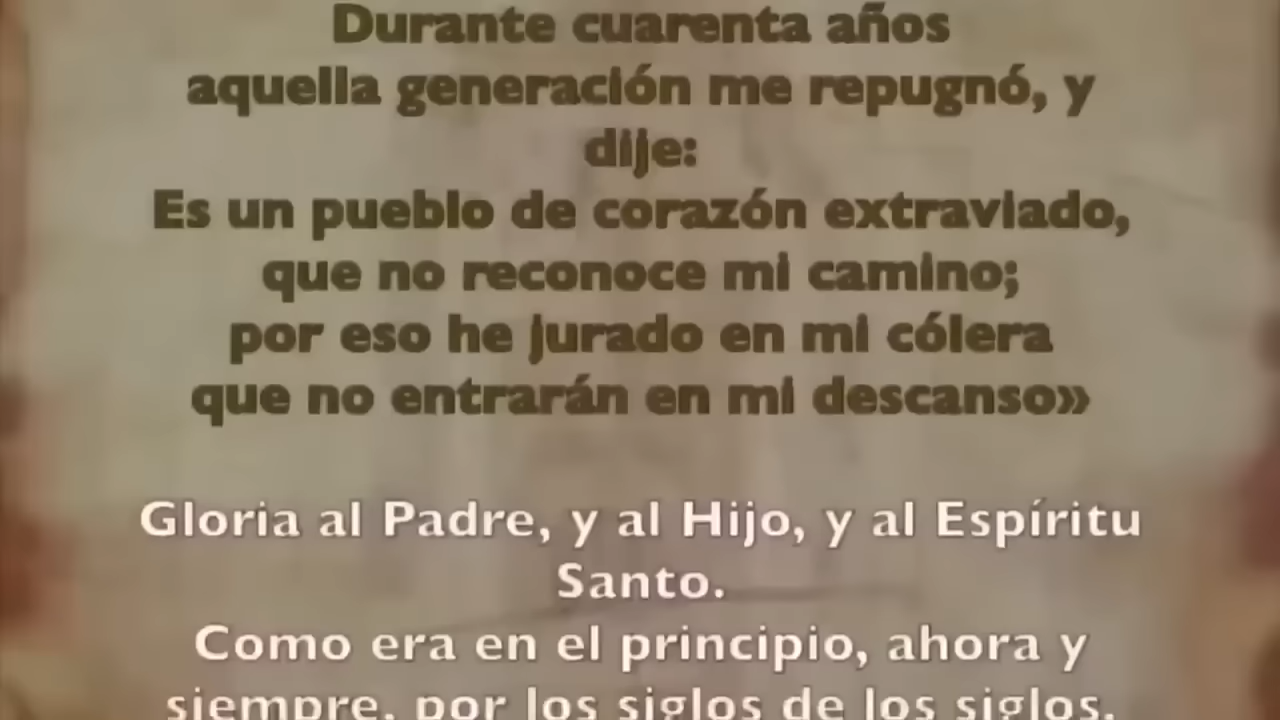 Durante cuarenta años
aquella generación me repugnó, y
dije:
Es un pueblo de corazón extraviado,
que no reconoce mi camino;
por eso he jurado en mi cólera
que no entrarán en mi descanso»
Gloria al Padre, y al Hijo, y al Espíritu
Santo.
Como era en el principio, ahora y
siempre, por los siglos de los siglos.